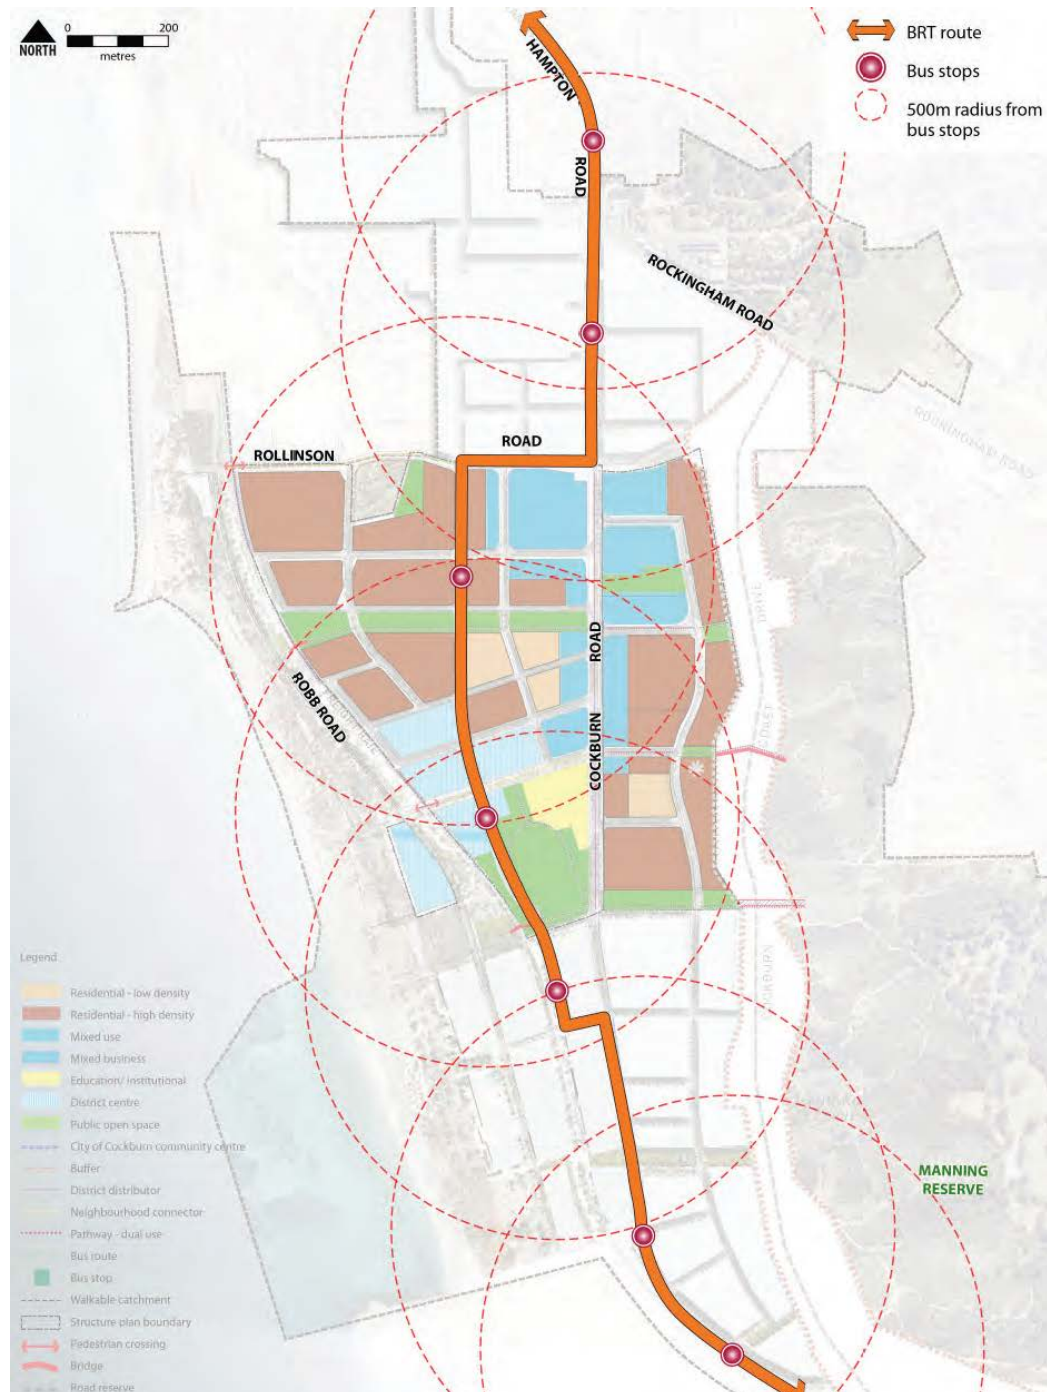 0 200
NORTH
metres
HAMPTON
ROAD
BRT route
Bus stops
500m radius from
bus stops
ROCKINGHAM ROAD
ROCKINGHAM ROAD
ROLLINSON
ROAD
DRIVE
ROAD
ROBB ROAD
COAST
COCKBURN
COCKBURN
MANNING
RESERVE
Legend
Residential - low density
Residential - high density
Mixed use
Mixed business
Education/ institutional
District centre
Public open space
City of Cockburn community centre
Buffer
District distributor
Neighbourhood connector
Pathway - dual use
Bus route
Bus stop
Walkable catchment
Structure plan boundary
Pedestrian crossing
Bridge
Road reserve